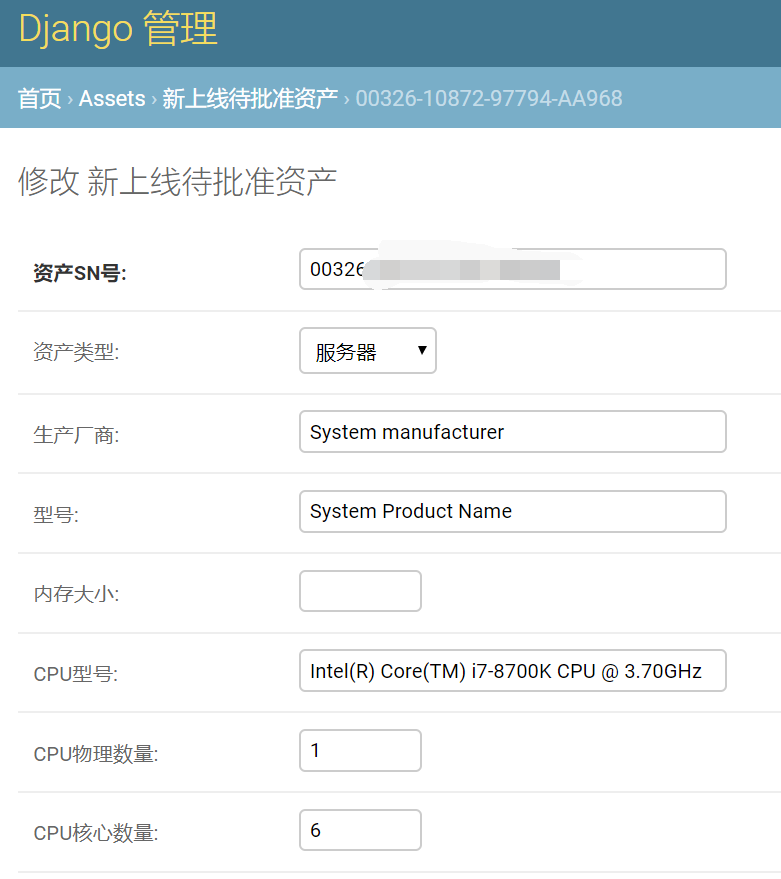 Django 管理
首页 › Assets › 新上线待批准资产 › 00326-10872-97794-AA968
修改 新上线待批准资产
资产SN号: 00326
资产类型: 服务器
生产厂商: System manufacturer
型号: System Product Name
内存大小:
CPU型号: Intel(R) Core(TM) i7-8700K CPU @ 3.70GHz
CPU物理数量: 1
CPU核心数量: 6